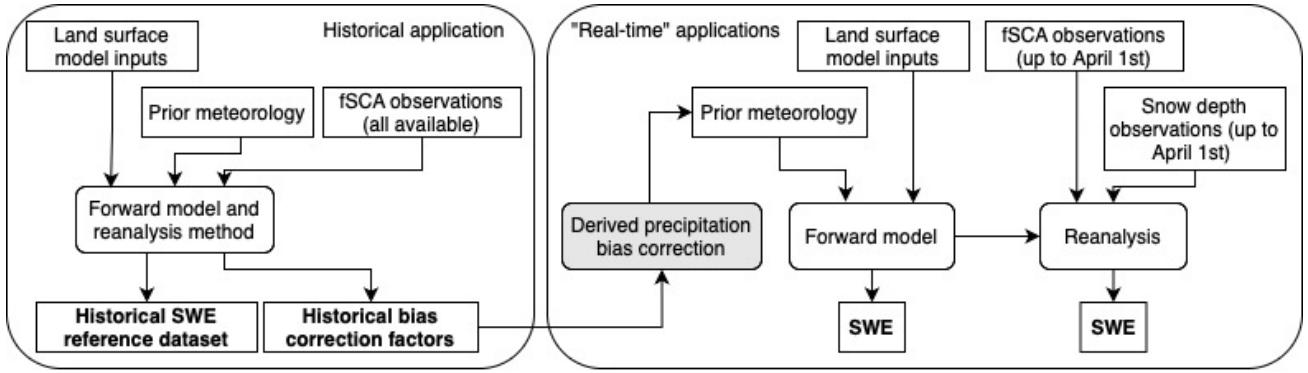 Historical application
Land surface
model inputs
Prior meteorology
fSCA observations
(all available)
Forward model and
reanalysis method
Historical SWE
reference dataset
Historical bias
correction factors
"Real-time" applications
Land surface
model inputs
fSCA observations
(up to April 1st)
Prior meteorology
Snow depth
observations (up to
April 1st)
Derived precipitation
bias correction
Forward model
Reanalysis
SWE
SWE